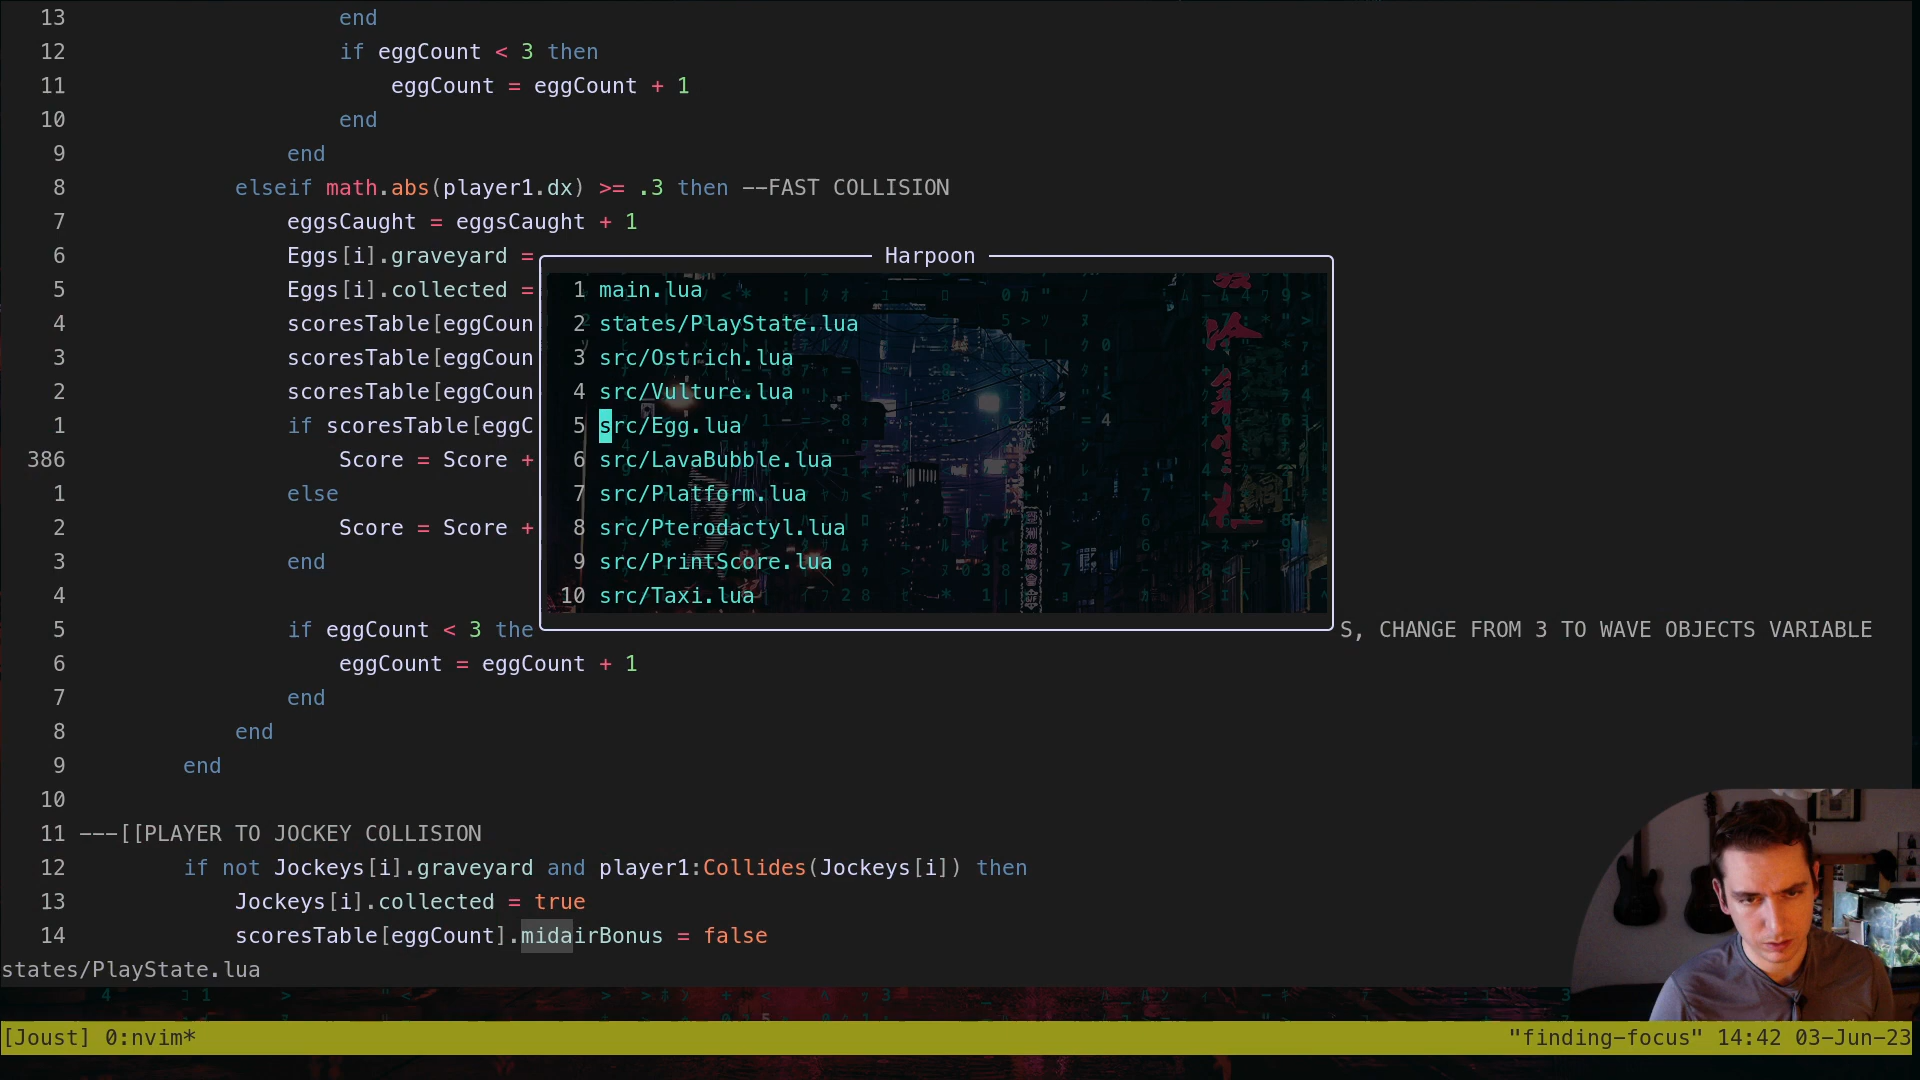 13 end
12 if eggCount < 3 then
11 eggCount = eggCount + 1
10 end
9 end
8 elseif math.abs(player1.dx) >= .3 then --FAST COLLISION
7 eggsCaught = eggsCaught + 1
6 Eggs[i].graveyard =
5 Eggs[i].collected =
4 scoresTable[eggCoun
3 scoresTable[eggCoun
2 scoresTable[eggCoun
1 if scoresTable[eggC
386 Score = Score +
1 else
2 Score = Score +
3 end
4
5 if eggCount < 3 the S, CHANGE FROM 3 TO WAVE OBJECTS VARIABLE
6 eggCount = eggCount + 1
7 end
8 end
9 end
10
11 ---[[PLAYER TO JOCKEY COLLISION
12 if not Jockeys[i].graveyard and player1:Collides(Jockeys[i]) then
13 Jockeys[i].collected = true
14 scoresTable[eggCount].midairBonus = false
Harpoon
1 main.lua
2 states/PlayState.lua
3 src/Ostrich.lua
4 src/Vulture.lua
5 src/Egg.lua
6 src/LavaBubble.lua
7 src/Platform.lua
8 src/Pterodactyl.lua
9 src/PrintScore.lua
10 src/Taxi.lua
states/PlayState.lua
[Joust] 0:nvim* "finding-focus" 14:42 03-Jun-23